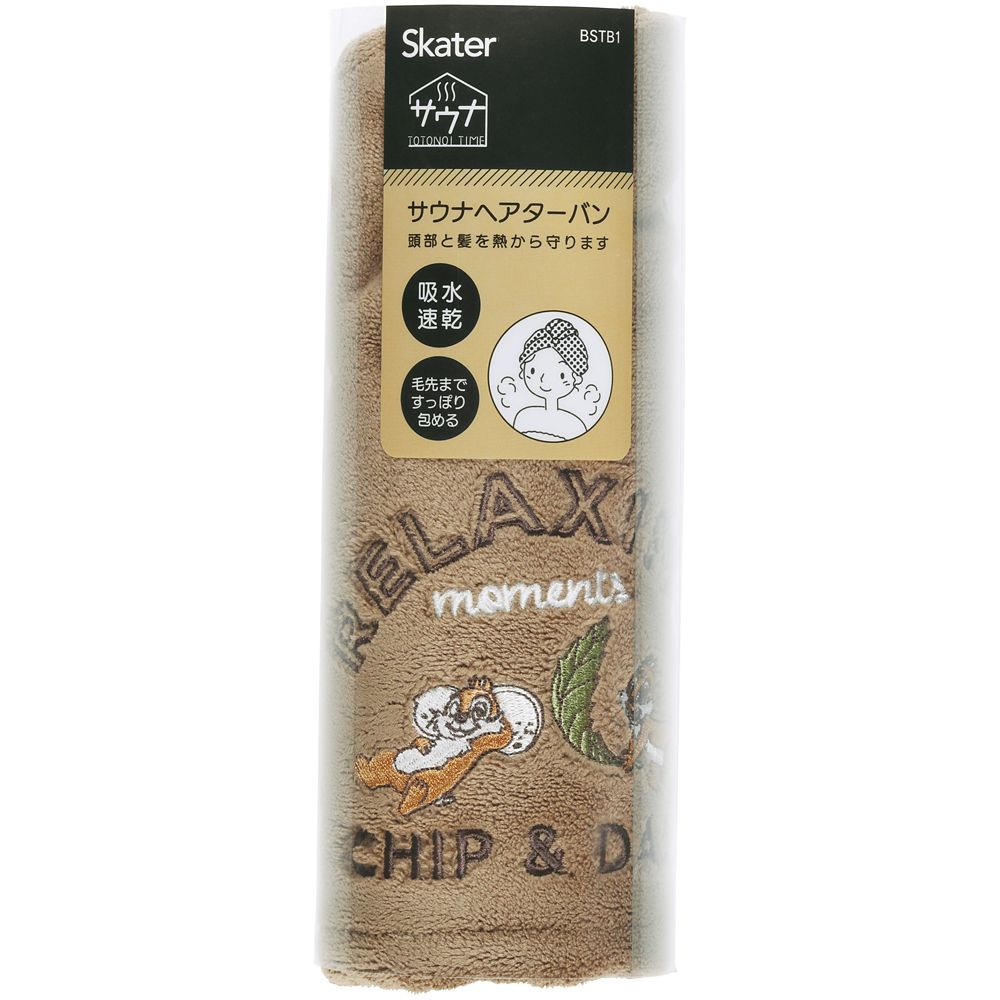 Skater
BSTB1
サウナ
TOTONOI TIME
サウナヘアターバン
頭部と髪を熱から守ります
吸水
速乾
毛先まで
すっぽり
包める
RELAX
moments
CHIP & DA